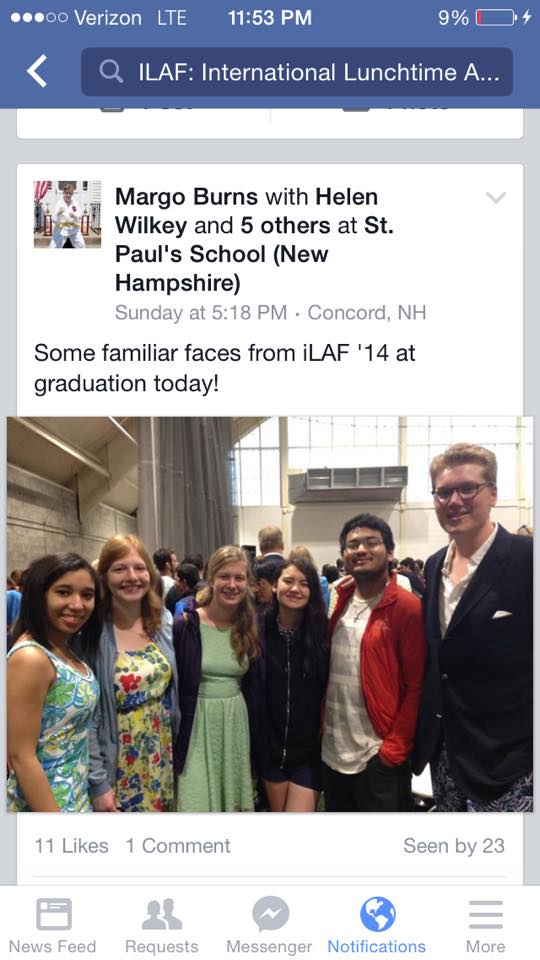 Verizon LTE 11:53 PM 9%
ILAF: International Lunchtime A...
Margo Burns with Helen
Wilkey and 5 others at St.
Paul's School (New
Hampshire)
Sunday at 5:18 PM · Concord, NH
Some familiar faces from iLAF '14 at
graduation today!
11 Likes 1 Comment Seen by 23
News Feed Requests Messenger Notifications More